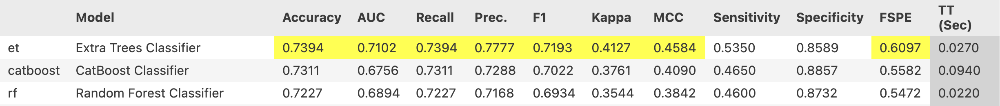 Model Accuracy AUC Recall Prec. F1 Kappa MCC Sensitivity Specificity FSPE TT (Sec)
et Extra Trees Classifier 0.7394 0.7102 0.7394 0.7777 0.7193 0.4127 0.4584 0.5350 0.8589 0.6097 0.0270
catboost CatBoost Classifier 0.7311 0.6756 0.7311 0.7288 0.7022 0.3761 0.4090 0.4650 0.8857 0.5582 0.0940
rf Random Forest Classifier 0.7227 0.6894 0.7227 0.7168 0.6934 0.3544 0.3842 0.4600 0.8732 0.5472 0.0220